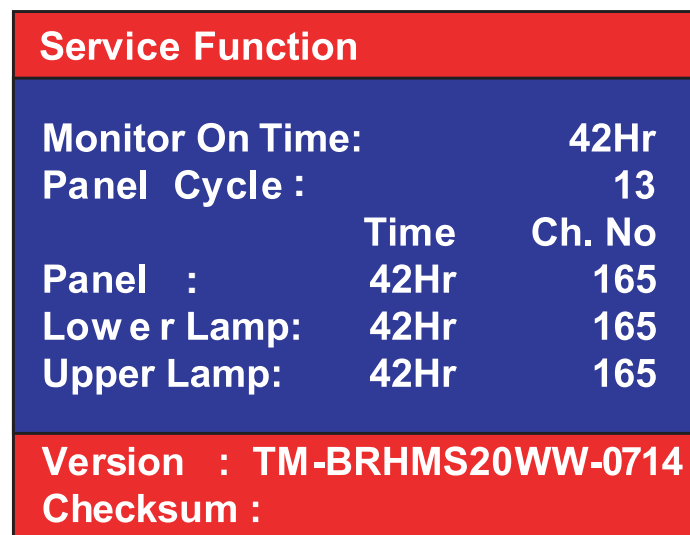 Service Function
Monitor On Time: 42Hr
Panel Cycle : 13
Time Ch. No
Panel : 42Hr 165
Lower Lamp: 42Hr 165
Upper Lamp: 42Hr 165
Version : TM-BRHMS20WW-0714
Checksum :